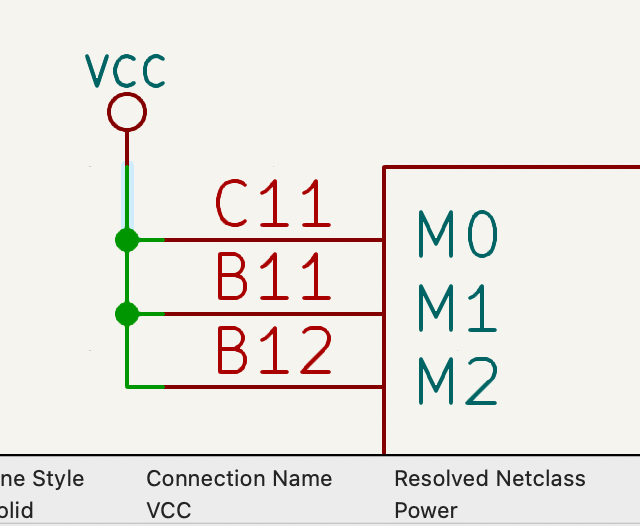 VCC
C11
M0
B11
M1
B12
M2
ne Style Connection Name Resolved Netclass
olid VCC Power